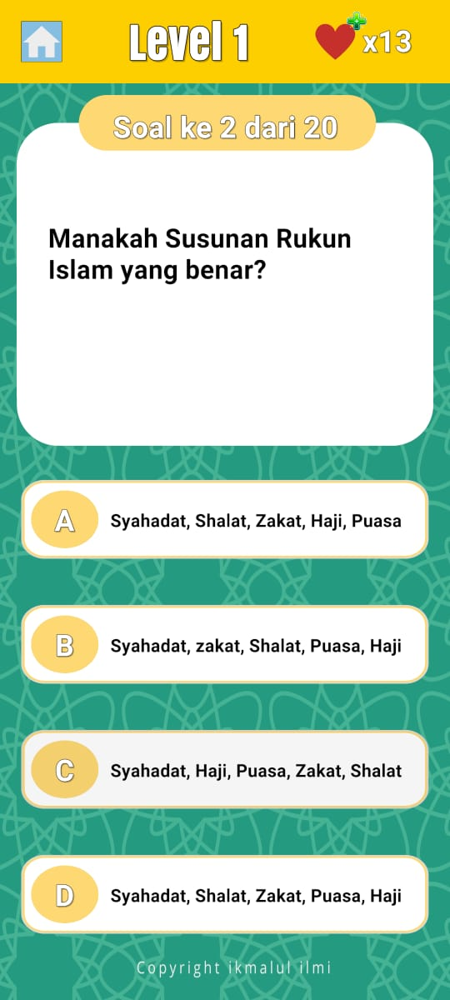 Level 1
x13
Soal ke 2 dari 20
Manakah Susunan Rukun
Islam yang benar?
A
Syahadat, Shalat, Zakat, Haji, Puasa
B
Syahadat, zakat, Shalat, Puasa, Haji
C
Syahadat, Haji, Puasa, Zakat, Shalat
D
Syahadat, Shalat, Zakat, Puasa, Haji
Copyright ikmalul ilmi